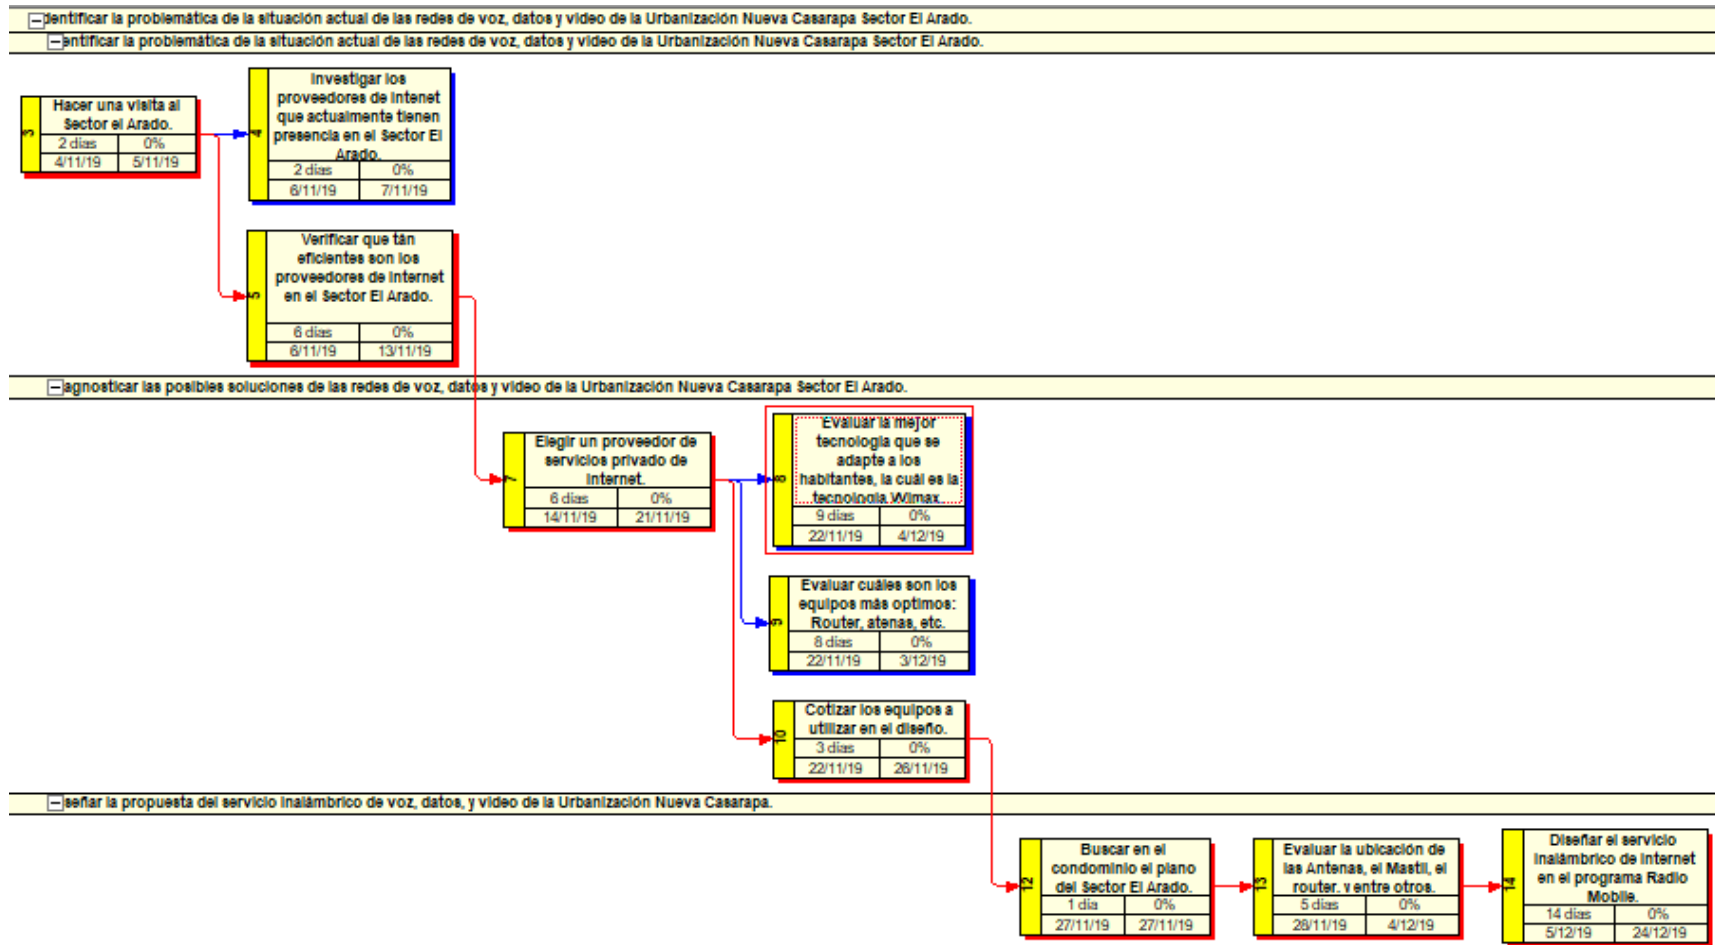 dentificar la problemática de la situación actual de las redes de voz, datos y video de la Urbanización Nueva Casarapa Sector El Arado.
entificar la problemática de la situación actual de las redes de voz, datos y video de la Urbanización Nueva Casarapa Sector El Arado.
3
Hacer una visita al
Sector el Arado.
2 días 0%
4/11/19 5/11/19
4
Investigar los
proveedores de Intenet
que actualmente tienen
presencia en el Sector El
Arado.
2 días 0%
6/11/19 7/11/19
5
Verificar que tán
eficientes son los
proveedores de Internet
en el Sector El Arado.
6 días 0%
6/11/19 13/11/19
agnosticar las posibles soluciones de las redes de voz, datos y video de la Urbanización Nueva Casarapa Sector El Arado.
7
Elegir un proveedor de
servicios privado de
Internet.
6 días 0%
14/11/19 21/11/19
8
Evaluar la mejor
tecnología que se
adapte a los
habitantes, la cuál es la
tecnología Wimax.
9 días 0%
22/11/19 4/12/19
9
Evaluar cuáles son los
equipos más optimos:
Router, atenas, etc.
8 días 0%
22/11/19 3/12/19
10
Cotizar los equipos a
utilizar en el diseño.
3 días 0%
22/11/19 26/11/19
señar la propuesta del servicio inalámbrico de voz, datos, y video de la Urbanización Nueva Casarapa.
12
Buscar en el
condominio el plano
del Sector El Arado.
1 día 0%
27/11/19 27/11/19
13
Evaluar la ubicación de
las Antenas, el Mastil, el
router. y entre otros.
5 días 0%
28/11/19 4/12/19
14
Diseñar el servicio
inalámbrico de internet
en el programa Radio
Mobile.
14 días 0%
5/12/19 24/12/19